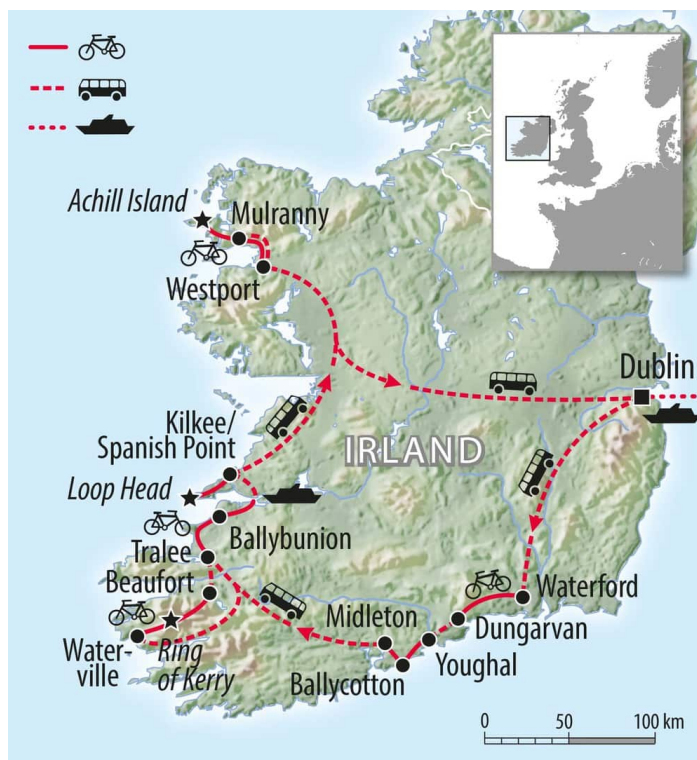 Achill Island
Mulranny
Westport
Dublin
Kilkee/
Spanish Point
IRLAND
Loop Head
Ballybunion
Tralee
Beaufort
Waterford
Midleton
Dungarvan
Water-
ville
Ring
of Kerry
Youghal
Ballycotton
0 50 100 km